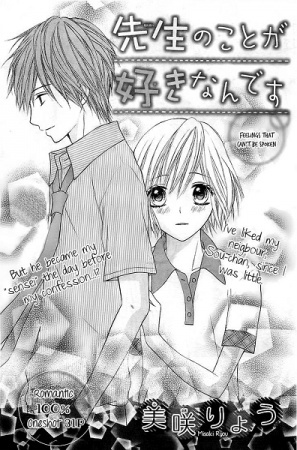 先生のことが
好きなんです
FEELINGS THAT
CAN'T BE SPOKEN
I've liked my
neigbour,
Sou-chan, since I
was little.
But he became my
"sensei" the day before
my confession..!?
Romantic
100%
Oneshot 31P
美咲りょう
Misaki Ryou